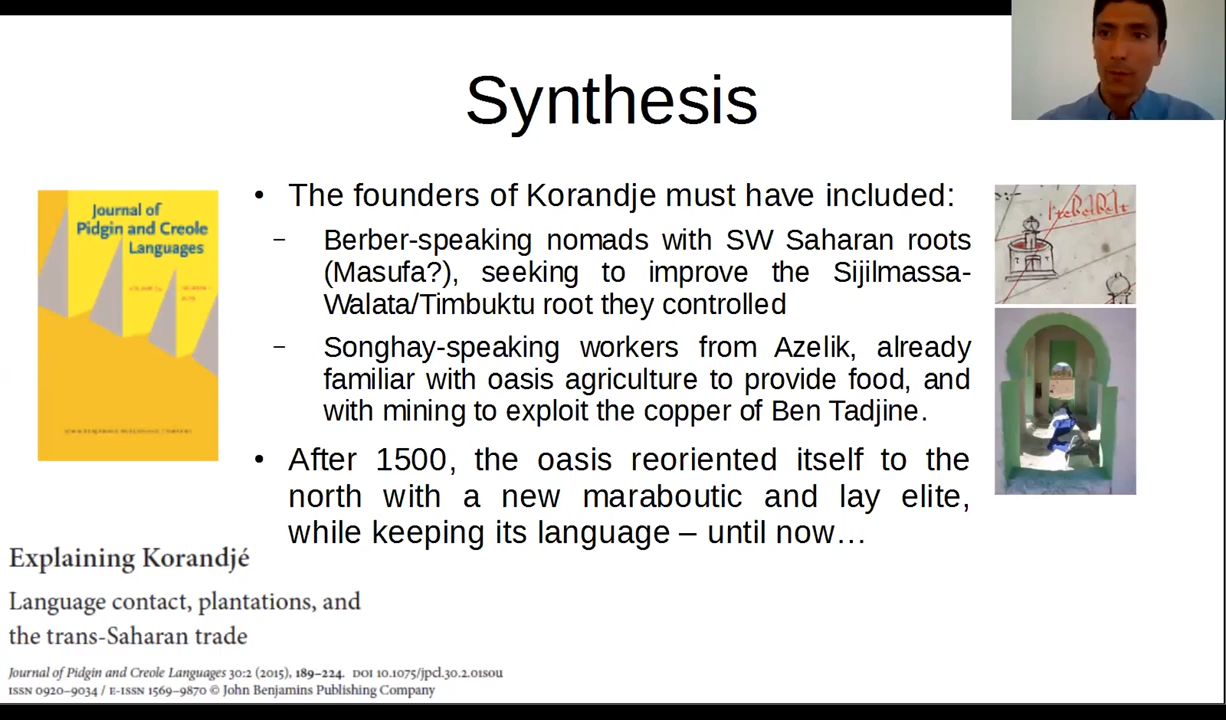 Synthesis
Journal of
Pidgin and Creole
Languages
• The founders of Korandje must have included:
– Berber-speaking nomads with SW Saharan roots
(Masufa?), seeking to improve the Sijilmassa-
Walata/Timbuktu root they controlled
– Songhay-speaking workers from Azelik, already
familiar with oasis agriculture to provide food, and
with mining to exploit the copper of Ben Tadjine.
• After 1500, the oasis reoriented itself to the
north with a new maraboutic and lay elite,
while keeping its language – until now…
Explaining Korandjé
Language contact, plantations, and
the trans-Saharan trade
Journal of Pidgin and Creole Languages 30:2 (2015), 189–224. DOI 10.1075/jpcl.30.2.01sou
ISSN 0920–9034 / E-ISSN 1569–9870 © John Benjamins Publishing Company